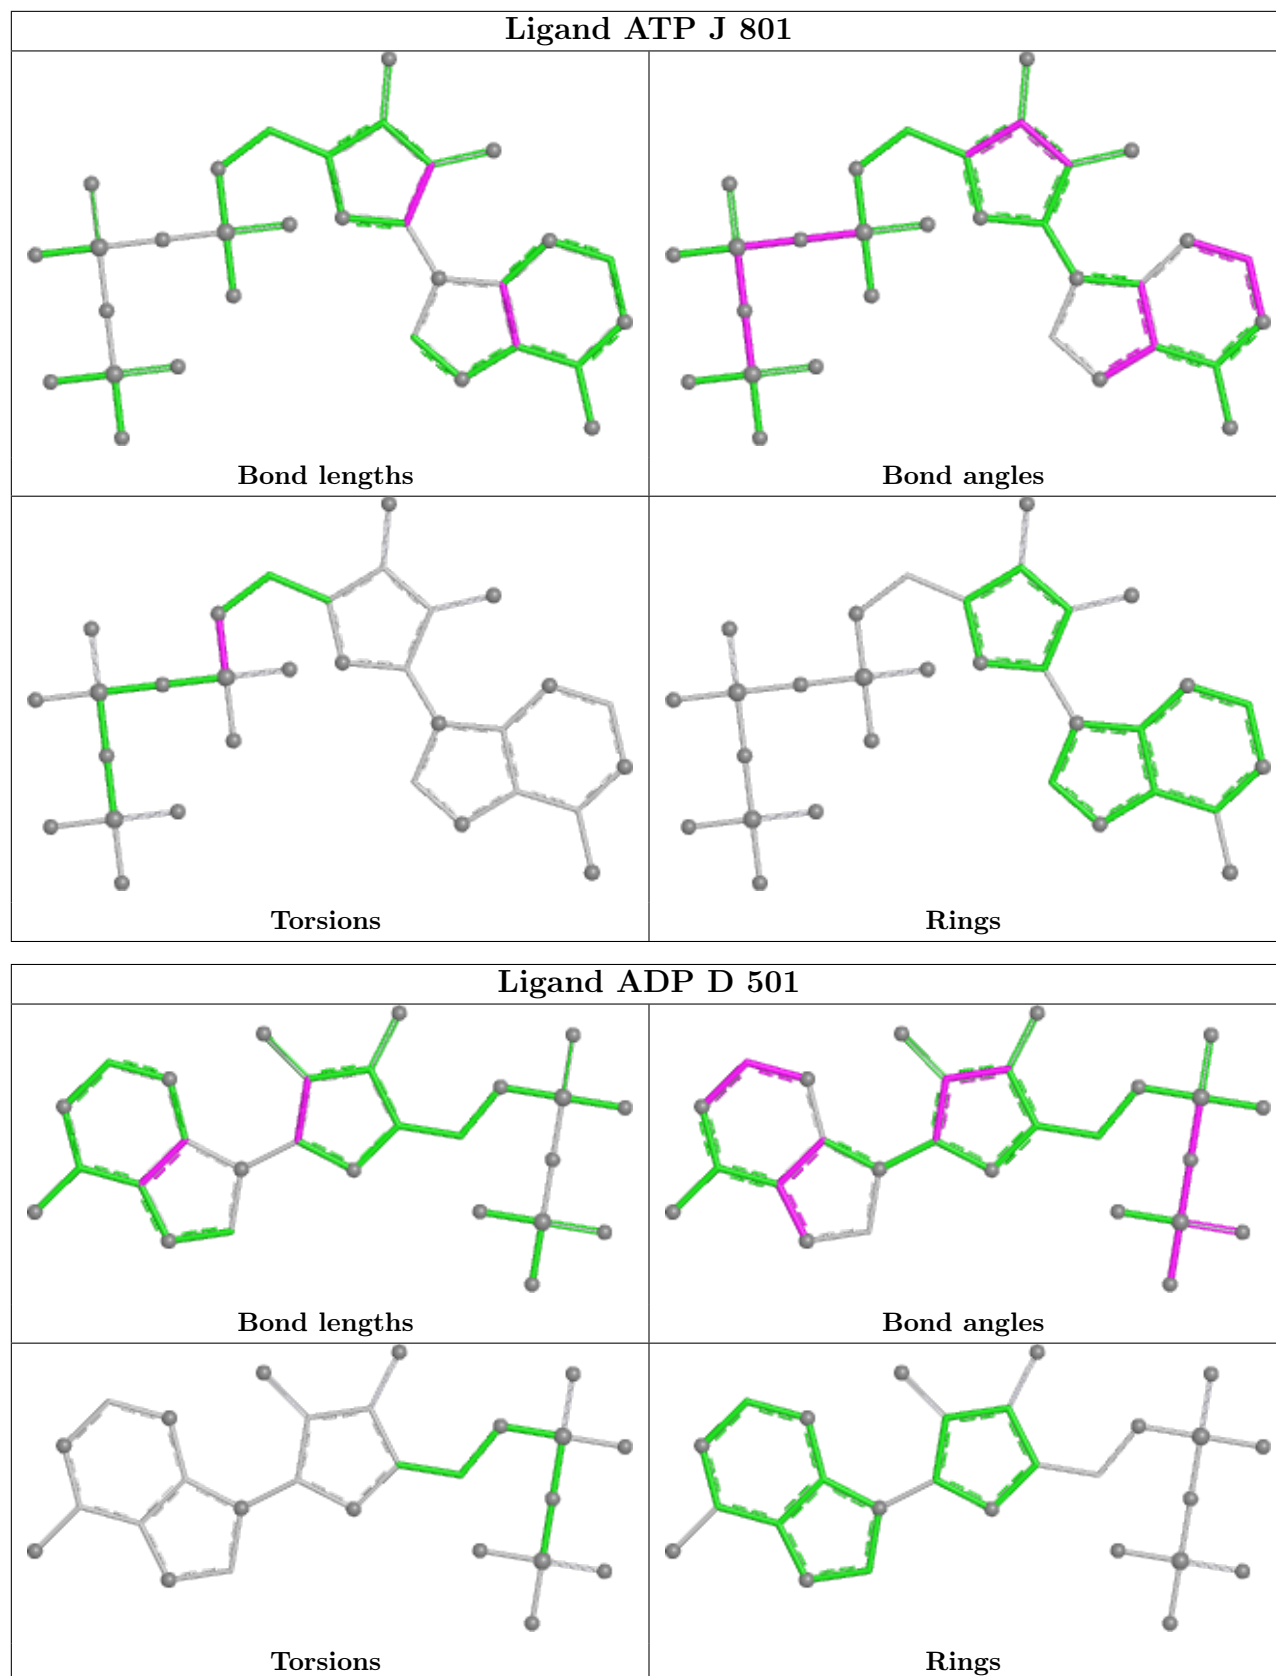 Ligand ATP J 801
Bond lengths
Bond angles
Torsions
Rings
Ligand ADP D 501
Bond lengths
Bond angles
Torsions
Rings